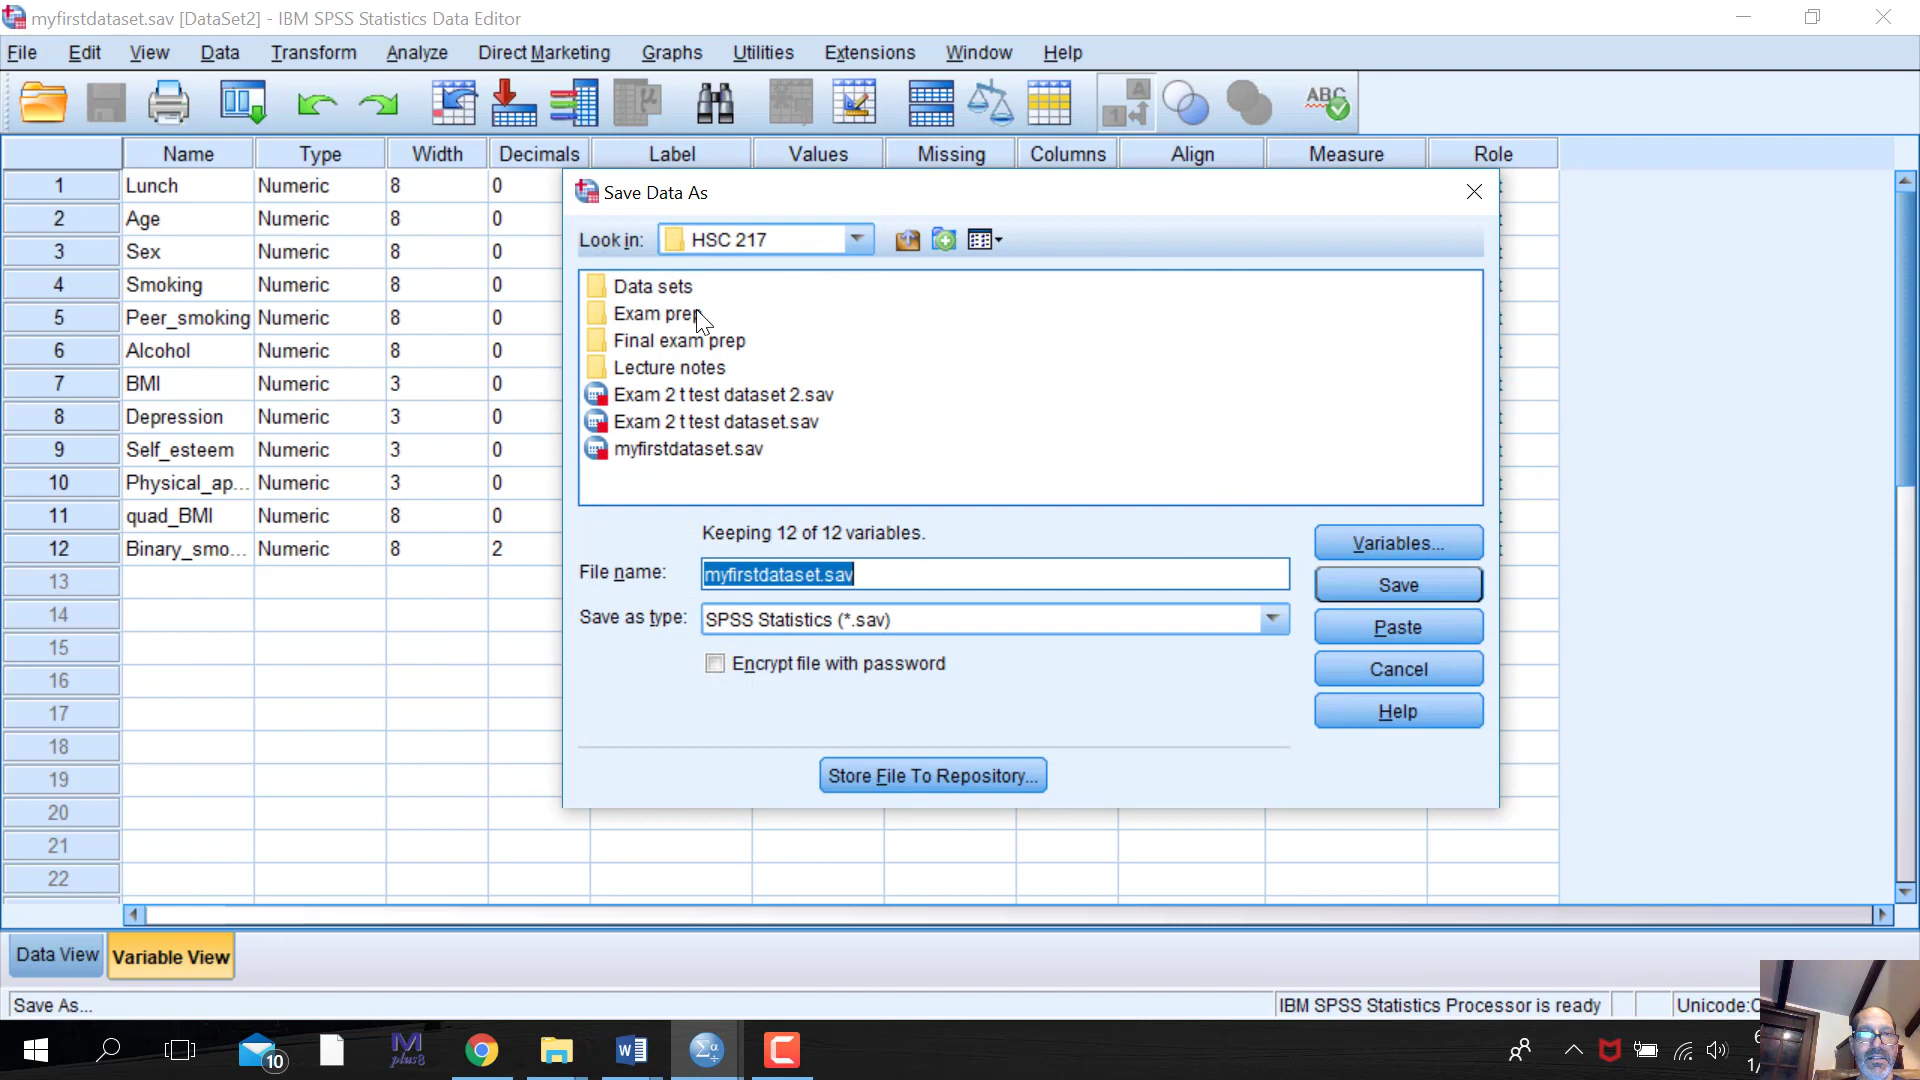 myfirstdataset.sav [DataSet2] - IBM SPSS Statistics Data Editor
File Edit View Data Transform Analyze Direct Marketing Graphs Utilities Extensions Window Help
A
1
ABC
Name Type Width Decimals Label Values Missing Columns Align Measure Role
1 Lunch Numeric 8 0
2 Age Numeric 8 0
3 Sex Numeric 8 0
4 Smoking Numeric 8 0
5 Peer_smoking Numeric 8 0
6 Alcohol Numeric 8 0
7 BMI Numeric 3 0
8 Depression Numeric 3 0
9 Self_esteem Numeric 3 0
10 Physical_ap... Numeric 3 0
11 quad_BMI Numeric 8 0
12 Binary_smo... Numeric 8 2
13
14
15
16
17
18
19
20
21
22
Save Data As
Look in: HSC 217
Data sets
Exam prep
Final exam prep
Lecture notes
Exam 2 t test dataset 2.sav
Exam 2 t test dataset.sav
myfirstdataset.sav
Keeping 12 of 12 variables.
File name: myfirstdataset.sav
Save as type: SPSS Statistics (*.sav)
Encrypt file with password
Variables...
Save
Paste
Cancel
Help
Store File To Repository...
Data View Variable View
Save As... IBM SPSS Statistics Processor is ready Unicode:
10
M
plus8
W